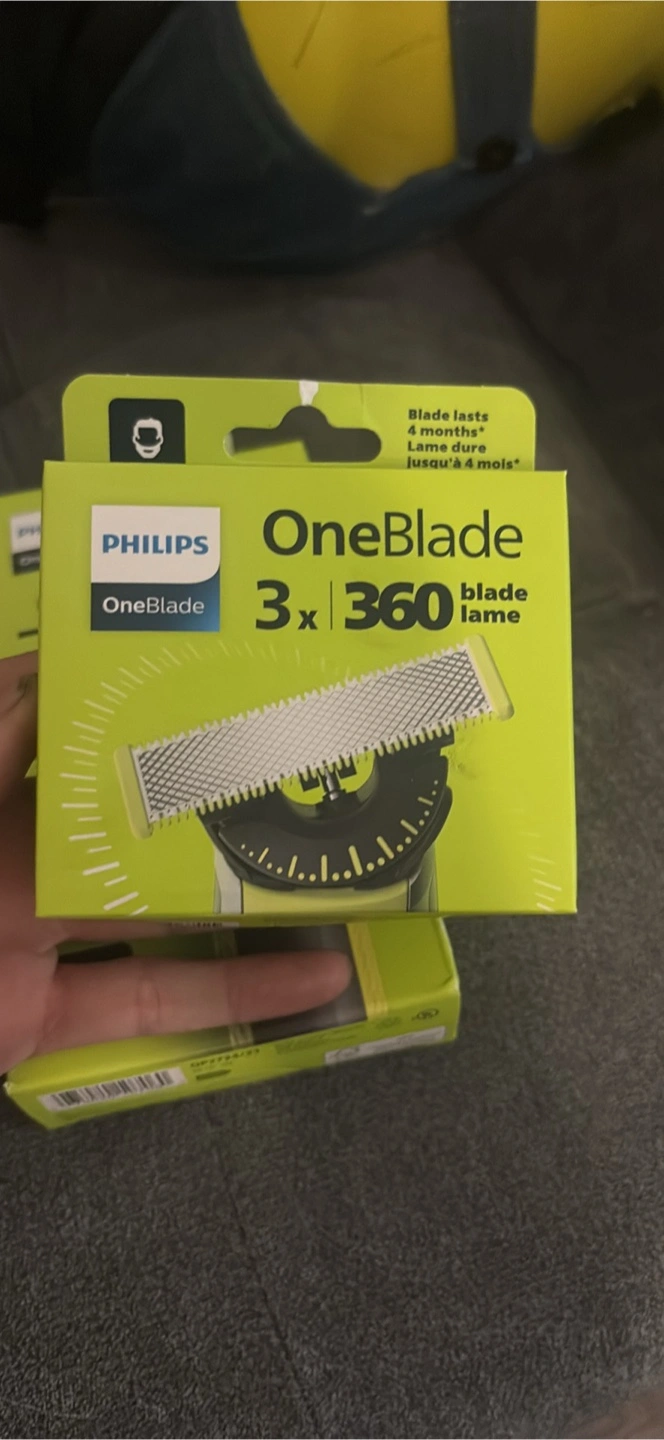 Blade lasts
4 months*
Lame dure
jusqu'à 4 mois*
PHILIPS
OneBlade
OneBlade
3x | 360 blade
lame